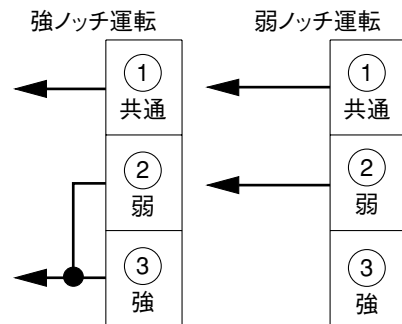 強ノッチ運転
① 共通
② 弱
③ 強
弱ノッチ運転
① 共通
② 弱
③ 強